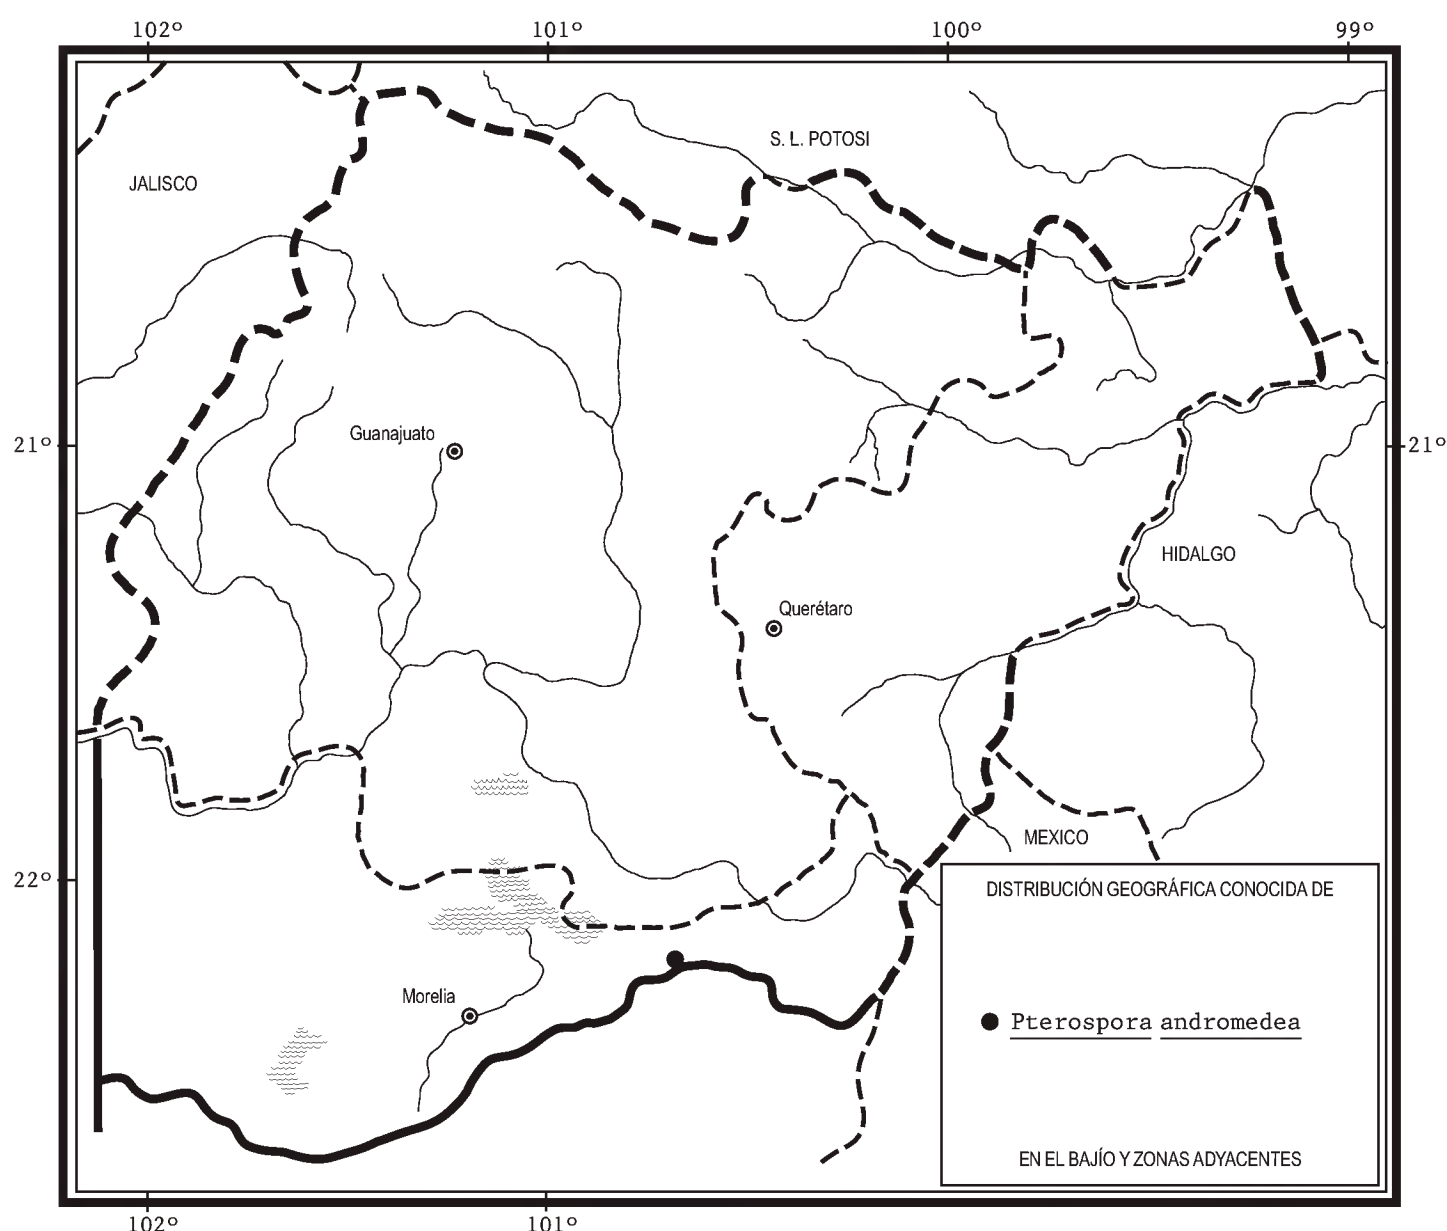 102º 101º 100º 99º
S. L. POTOSI
JALISCO
Guanajuato
21º 21º
HIDALGO
Querétaro
MEXICO
22º
DISTRIBUCIÓN GEOGRÁFICA CONOCIDA DE
Morelia
Pterospora andromedea
EN EL BAJÍO Y ZONAS ADYACENTES
102º 101º